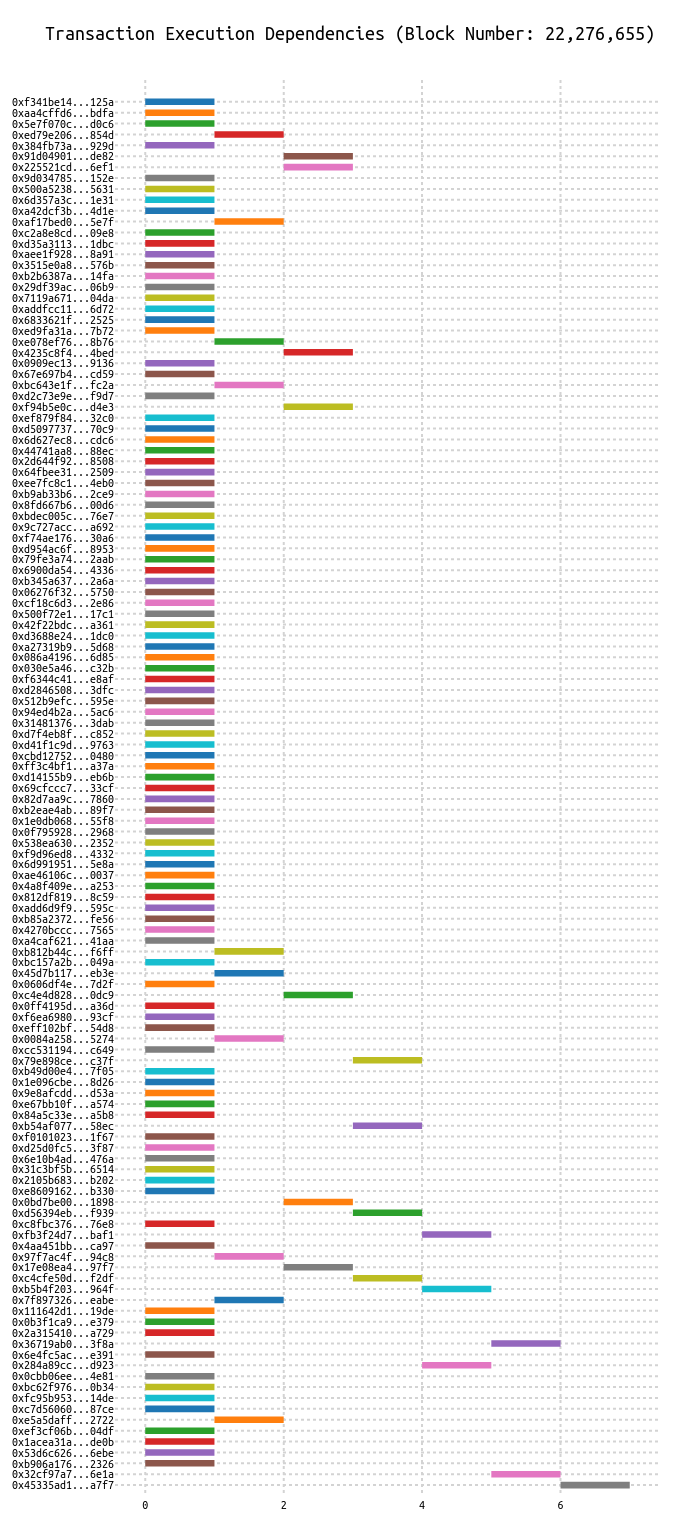 Transaction Execution Dependencies (Block Number: 22,276,655)
0xf341be14...125a
0xaa4cffd6...bdfa
0x5e7f070c...d0c6
0xed79e206...854d
0x384fb73a...929d
0x91d04901...de82
0x225521cd...6ef1
0x9d034785...152e
0x500a5238...5631
0x6d357a3c...1e31
0xa42dcf3b...4d1e
0xaf17bed0...5e7f
0xc2a8e8cd...09e8
0xd35a3113...1dbc
0xaee1f928...8a91
0x3515e0a8...576b
0xb2b6387a...14fa
0x29df39ac...06b9
0x7119a671...04da
0xaddfcc11...6d72
0x6833621f...2525
0xed9fa31a...7b72
0xe078ef76...8b76
0x4235c8f4...4bed
0x0909ec13...9136
0x67e697b4...cd59
0xbc643e1f...fc2a
0xd2c73e9e...f9d7
0xf94b5e0c...d4e3
0xef879f84...32c0
0xd5097737...70c9
0x6d627ec8...cdc6
0x44741aa8...88ec
0x2d644f92...8508
0x64fbee31...2509
0xee7fc8c1...4eb0
0xb9ab33b6...2ce9
0x8fd667b6...00d6
0xbdec005c...76e7
0x9c727acc...a692
0xf74ae176...30a6
0xd954ac6f...8953
0x79fe3a74...2aab
0x6900da54...4336
0xb345a637...2a6a
0x06276f32...5750
0xcf18c6d3...2e86
0x500f72e1...17c1
0x42f22bdc...a361
0xd3688e24...1dc0
0xa27319b9...5d68
0x086a4196...6d85
0x030e5a46...c32b
0xf6344c41...e8af
0xd2846508...3dfc
0x512b9efc...595e
0x94ed4b2a...5ac6
0x31481376...3dab
0xd7f4eb8f...c852
0xd41f1c9d...9763
0xcbd12752...0480
0xff3c4bf1...a37a
0xd14155b9...eb6b
0x69cfccc7...33cf
0x82d7aa9c...7860
0xb2eae4ab...89f7
0x1e0db068...55f8
0x0f795928...2968
0x538ea630...2352
0xf9d96ed8...4332
0x6d991951...5e8a
0xae46106c...0037
0x4a8f409e...a253
0x812df819...8c59
0xadd6d9f9...595c
0xb85a2372...fe56
0x4270bccc...7565
0xa4caf621...41aa
0xb812b44c...f6ff
0xbc157a2b...049a
0x45d7b117...eb3e
0x0606df4e...7d2f
0xc4e4d828...0dc9
0x0ff4195d...a36d
0xf6ea6980...93cf
0xeff102bf...54d8
0x0084a258...5274
0xcc531194...c649
0x79e898ce...c37f
0xb49d00e4...7f05
0x1e096cbe...8d26
0x9e8afcdd...d53a
0xe67bb10f...a574
0x84a5c33e...a5b8
0xb54af077...58ec
0xf0101023...1f67
0xd25d0fc5...3f87
0x6e10b4ad...476a
0x31c3bf5b...6514
0x2105b683...b202
0xe8609162...b330
0x0bd7be00...1898
0xd56394eb...f939
0xc8fbc376...76e8
0xfb3f24d7...baf1
0x4aa451bb...ca97
0x97f7ac4f...94c8
0x17e08ea4...97f7
0xc4cfe50d...f2df
0xb5b4f203...964f
0x7f897326...eabe
0x111642d1...19de
0x0b3f1ca9...e379
0x2a315410...a729
0x36719ab0...3f8a
0x6e4fc5ac...e391
0x284a89cc...d923
0x0cbb06ee...4e81
0xbc62f976...0b34
0xfc95b953...14de
0xc7d56060...87ce
0xe5a5daff...2722
0xef3cf06b...04df
0x1acea31a...de0b
0x53d6c626...6ebe
0xb906a176...2326
0x32cf97a7...6e1a
0x45335ad1...a7f7
0 2 4 6